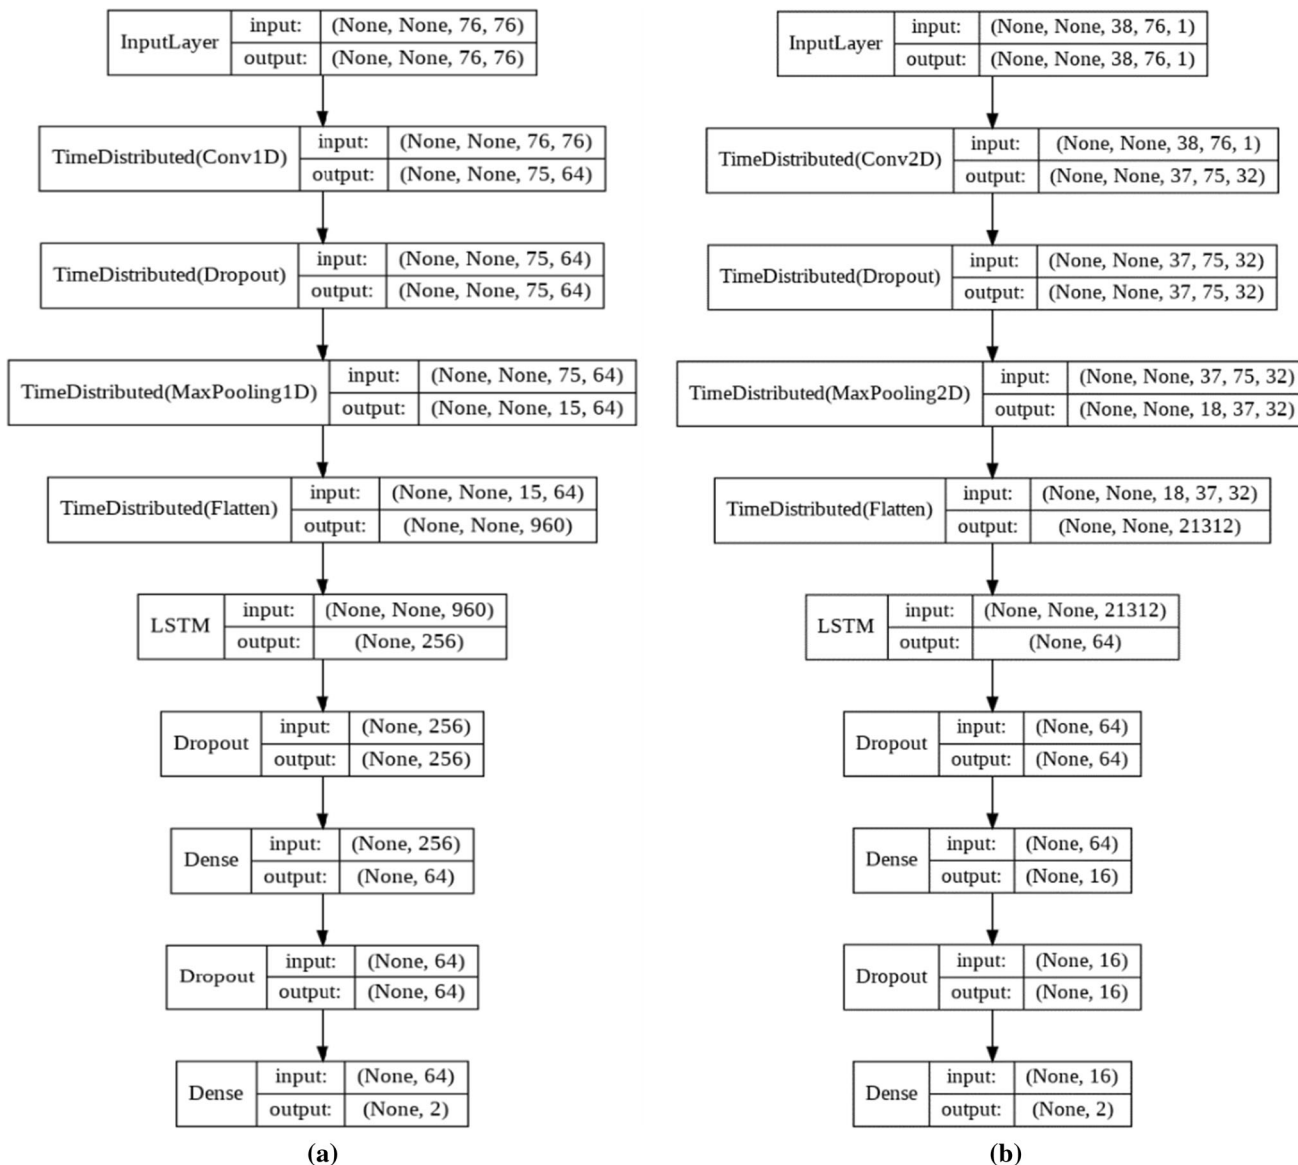 InputLayer
input: (None, None, 76, 76)
output: (None, None, 76, 76)
TimeDistributed(Conv1D)
input: (None, None, 76, 76)
output: (None, None, 75, 64)
TimeDistributed(Dropout)
input: (None, None, 75, 64)
output: (None, None, 75, 64)
TimeDistributed(MaxPooling1D)
input: (None, None, 75, 64)
output: (None, None, 15, 64)
TimeDistributed(Flatten)
input: (None, None, 15, 64)
output: (None, None, 960)
LSTM
input: (None, None, 960)
output: (None, 256)
Dropout
input: (None, 256)
output: (None, 256)
Dense
input: (None, 256)
output: (None, 64)
Dropout
input: (None, 64)
output: (None, 64)
Dense
input: (None, 64)
output: (None, 2)
(a)
InputLayer
input: (None, None, 38, 76, 1)
output: (None, None, 38, 76, 1)
TimeDistributed(Conv2D)
input: (None, None, 38, 76, 1)
output: (None, None, 37, 75, 32)
TimeDistributed(Dropout)
input: (None, None, 37, 75, 32)
output: (None, None, 37, 75, 32)
TimeDistributed(MaxPooling2D)
input: (None, None, 37, 75, 32)
output: (None, None, 18, 37, 32)
TimeDistributed(Flatten)
input: (None, None, 18, 37, 32)
output: (None, None, 21312)
LSTM
input: (None, None, 21312)
output: (None, 64)
Dropout
input: (None, 64)
output: (None, 64)
Dense
input: (None, 64)
output: (None, 16)
Dropout
input: (None, 16)
output: (None, 16)
Dense
input: (None, 16)
output: (None, 2)
(b)